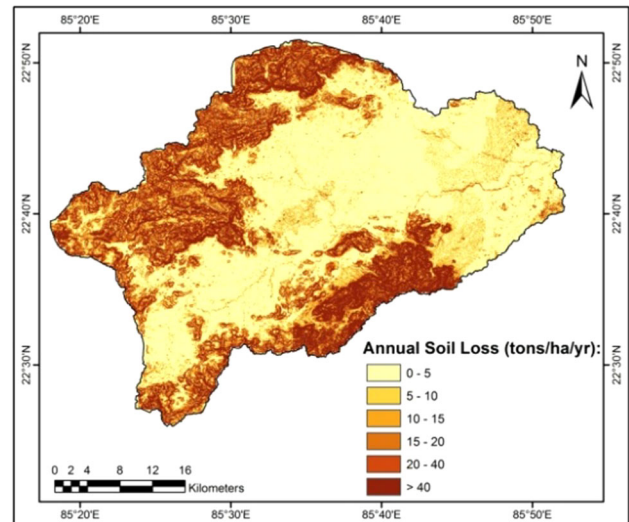 85°20'E 85°30'E 85°40'E 85°50'E
22°50'N 22°50'N
N
22°40'N 22°40'N
22°30'N 22°30'N
Annual Soil Loss (tons/ha/yr):
0 - 5
5 - 10
10 - 15
15 - 20
20 - 40
> 40
0 2 4 8 12 16
Kilometers
85°20'E 85°30'E 85°40'E 85°50'E